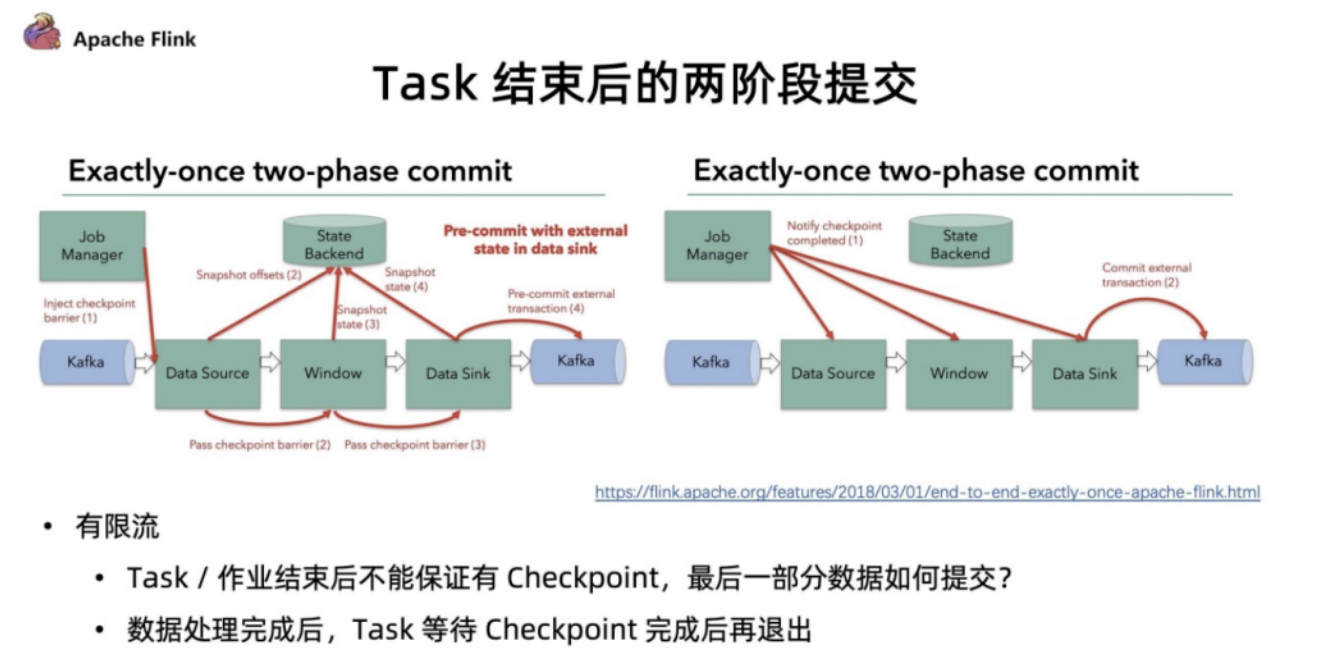 Apache Flink
Task 结束后的两阶段提交
Exactly-once two-phase commit
Job
Manager
State
Backend
Pre-commit with external
state in data sink
Snapshot offsets (2)
Snapshot
state (4)
Inject checkpoint
barrier (1)
Snapshot
state (3)
Pre-commit external
transaction (4)
Kafka
Data Source
Window
Data Sink
Kafka
Pass checkpoint barrier (2)
Pass checkpoint barrier (3)
Exactly-once two-phase commit
Job
Manager
Notify checkpoint
completed (1)
State
Backend
Commit external
transaction (2)
Kafka
Data Source
Window
Data Sink
Kafka
https://flink.apache.org/features/2018/03/01/end-to-end-exactly-once-apache-flink.html
• 有限流
• Task / 作业结束后不能保证有 Checkpoint，最后一部分数据如何提交？
• 数据处理完成后，Task 等待 Checkpoint 完成后再退出